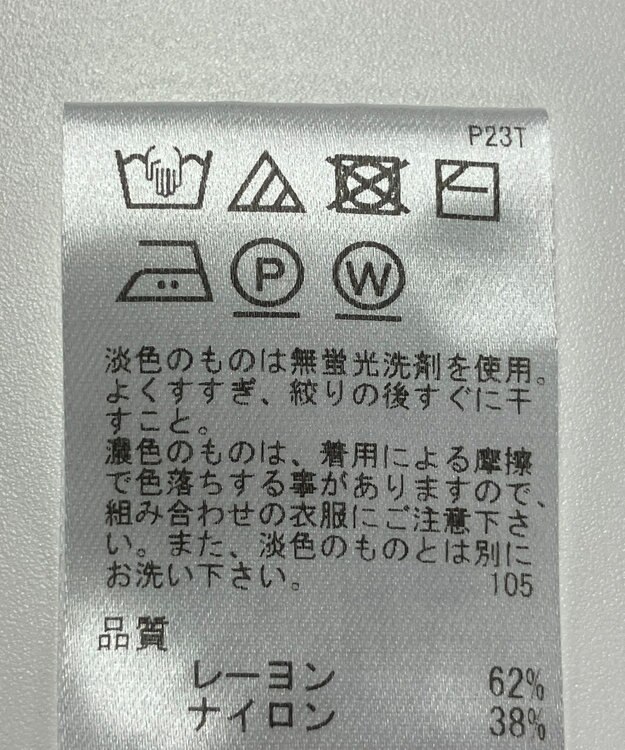 P23T
P
W
淡色のものは無蛍光洗剤を使用。
よくすすぎ、絞りの後すぐに干
すこと。
濃色のものは、着用による摩擦
で色落ちする事がありますので、
組み合わせの衣服にご注意下さ
い。また、淡色のものとは別に
お洗い下さい。 105
品質
レーヨン 62%
ナイロン 38%